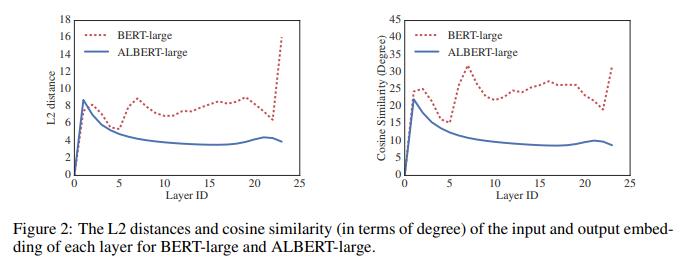 18
16
14
12
10
8
6
4
2
0
L2 distance
BERT-large
ALBERT-large
0 5 10 15 20 25
Layer ID
45
40
35
30
25
20
15
10
5
0
Cosine Similarity (Degree)
BERT-large
ALBERT-large
0 5 10 15 20 25
Layer ID
Figure 2: The L2 distances and cosine similarity (in terms of degree) of the input and output embed-
ding of each layer for BERT-large and ALBERT-large.